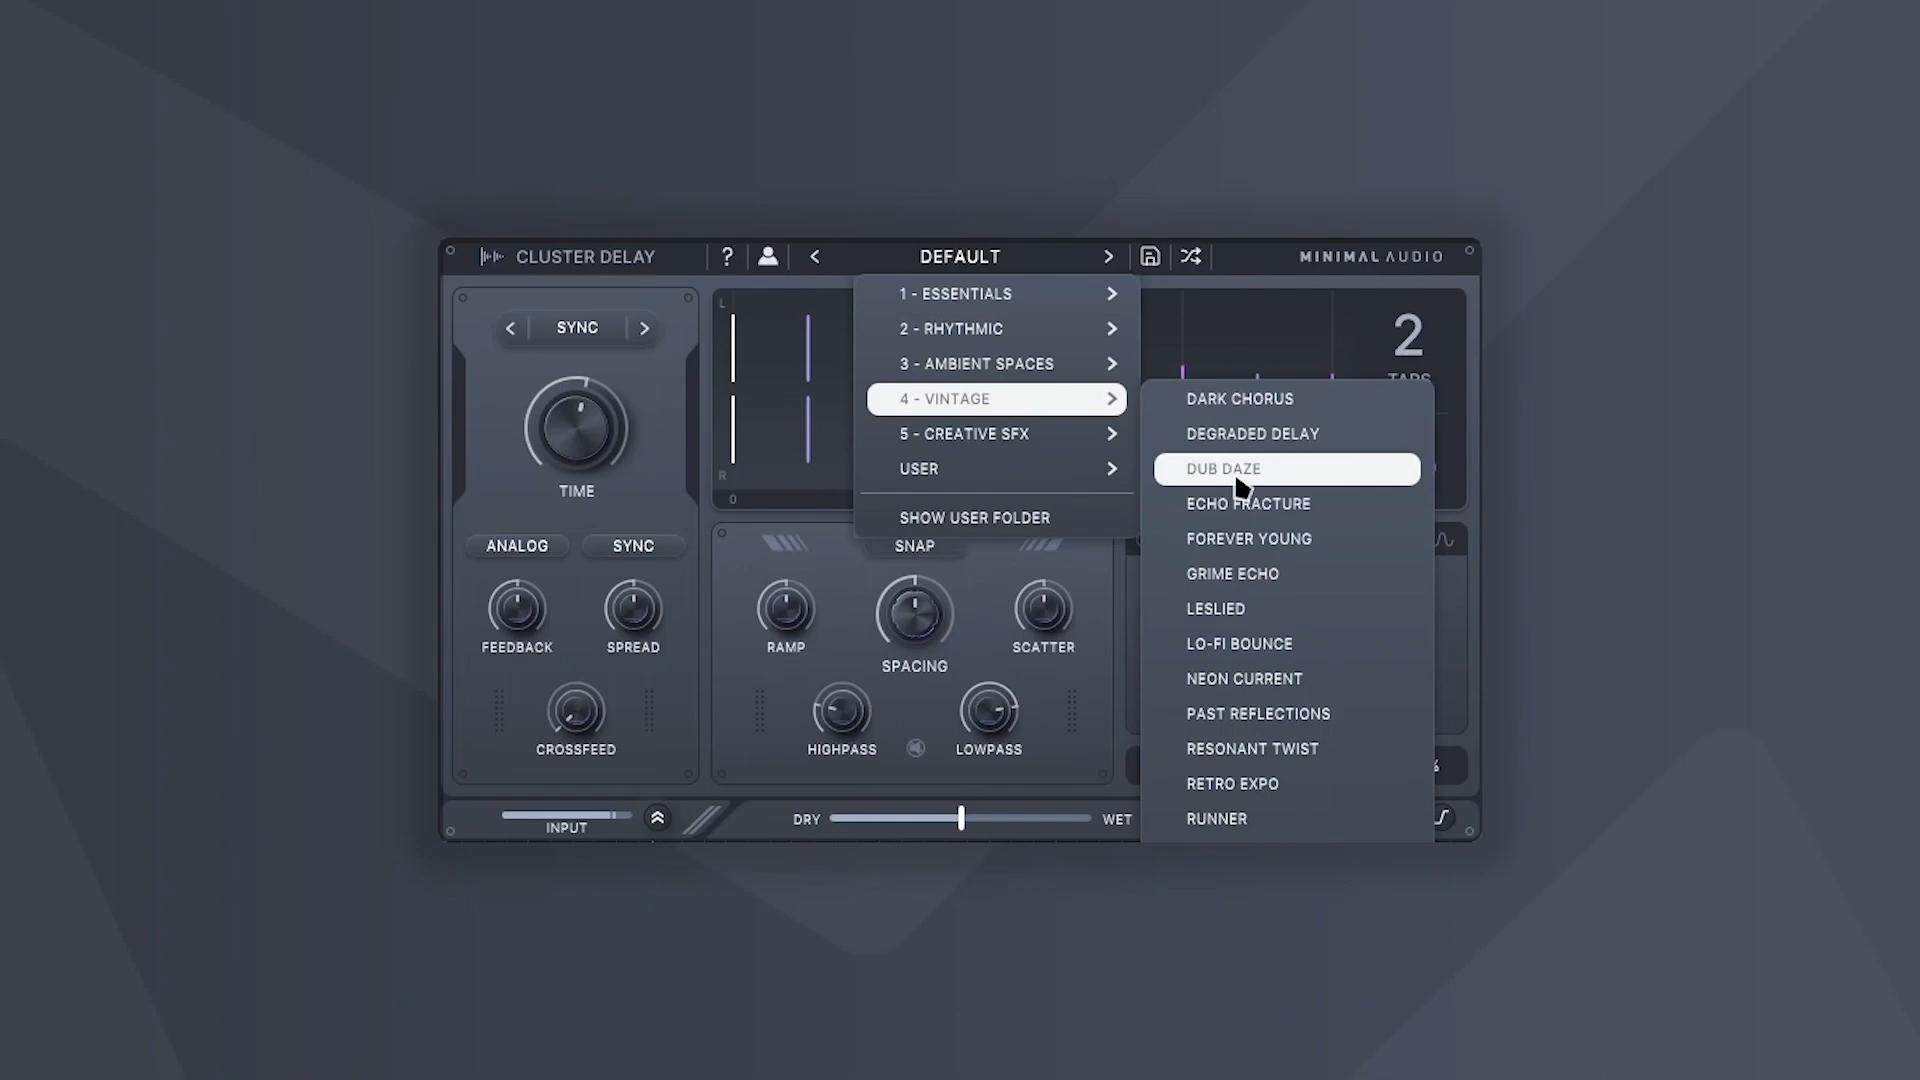 CLUSTER DELAY
?
DEFAULT
MINIMAL AUDIO
SYNC
TIME
ANALOG
SYNC
FEEDBACK
SPREAD
CROSSFEED
L
R
0
2
TAPS
1 - ESSENTIALS
2 - RHYTHMIC
3 - AMBIENT SPACES
4 - VINTAGE
5 - CREATIVE SFX
USER
SHOW USER FOLDER
DARK CHORUS
DEGRADED DELAY
DUB DAZE
ECHO FRACTURE
FOREVER YOUNG
GRIME ECHO
LESLIED
LO-FI BOUNCE
NEON CURRENT
PAST REFLECTIONS
RESONANT TWIST
RETRO EXPO
RUNNER
SNAP
RAMP
SPACING
SCATTER
HIGHPASS
LOWPASS
%
INPUT
DRY
WET